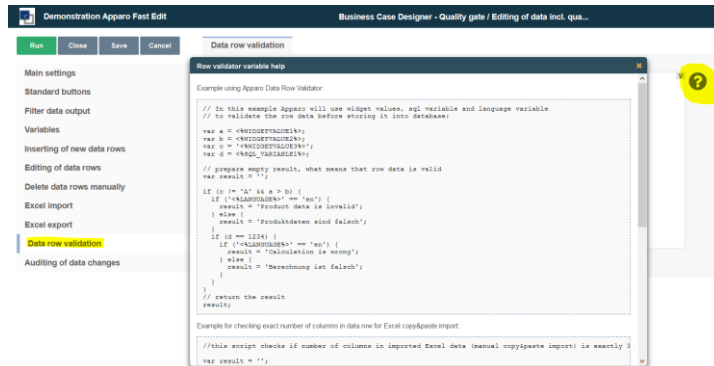 Demonstration Apparo Fast Edit
Business Case Designer - Quality gate / Editing of data incl. qua...
Run Close Save Cancel
Data row validation
Main settings
Standard buttons
Filter data output
Variables
Inserting of new data rows
Editing of data rows
Delete data rows manually
Excel import
Excel export
Data row validation
Auditing of data changes
Row validator variable help
Example using Apparo Data Row Validator:
// In this example Apparo will use widget values, sql variable and language variable
// to validate the row data before storing it into database:
var a = <%WIDGETVALUE1%>;
var b = <%WIDGETVALUE2%>;
var c = '<%WIDGETVALUE3%>';
var d = <%SQL_VARIABLE1%>;
// prepare empty result, what means that row data is valid
var result = '';
if (c != 'A' && a > b) {
if ('<%LANGUAGE%>' == 'en') {
result = 'Product data is invalid';
} else {
result = 'Produktdaten sind falsch';
}
if (d == 1234) {
if ('<%LANGUAGE%>' == 'en') {
result = 'Calculation is wrong';
} else {
result = 'Berechnung ist falsch';
}
}
}
// return the result
result;
Example for checking exact number of columns in data row for Excel copy&paste import:
//this script checks if number of columns in imported Excel data (manual copy&paste import) is exactly 3
var result = '';
?